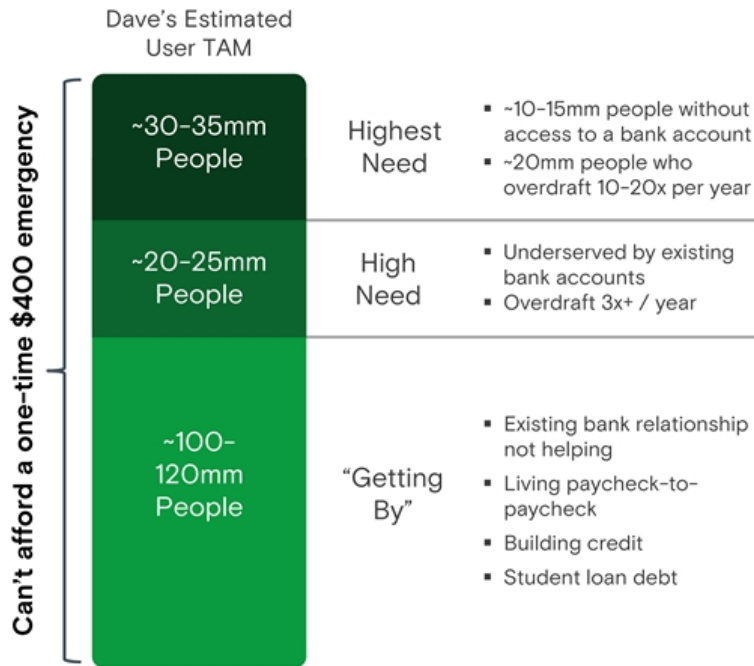 Dave's Estimated
User TAM
Can't afford a one-time $400 emergency
~30-35mm
People
Highest
Need
▪ ~10-15mm people without
access to a bank account
▪ ~20mm people who
overdraft 10-20x per year
~20-25mm
People
High
Need
▪ Underserved by existing
bank accounts
▪ Overdraft 3x+ / year
~100-
120mm
People
“Getting
By”
▪ Existing bank relationship
not helping
▪ Living paycheck-to-
paycheck
▪ Building credit
▪ Student loan debt